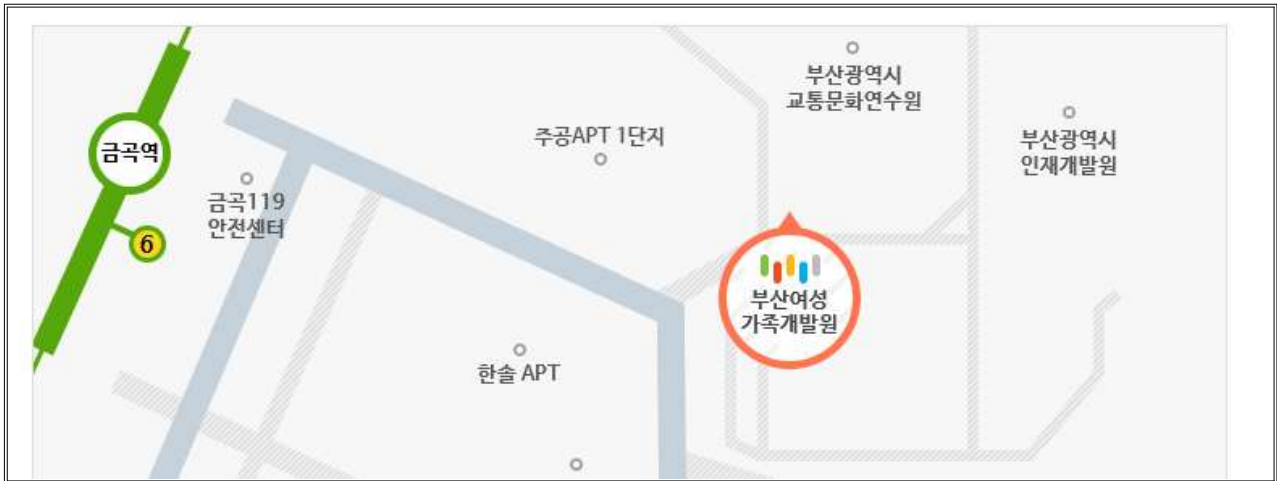 부산광역시
교통문화연수원
부산광역시
인재개발원
주공APT 1단지
금곡역
금곡119
안전센터
6
부산여성
가족개발원
한솔 APT